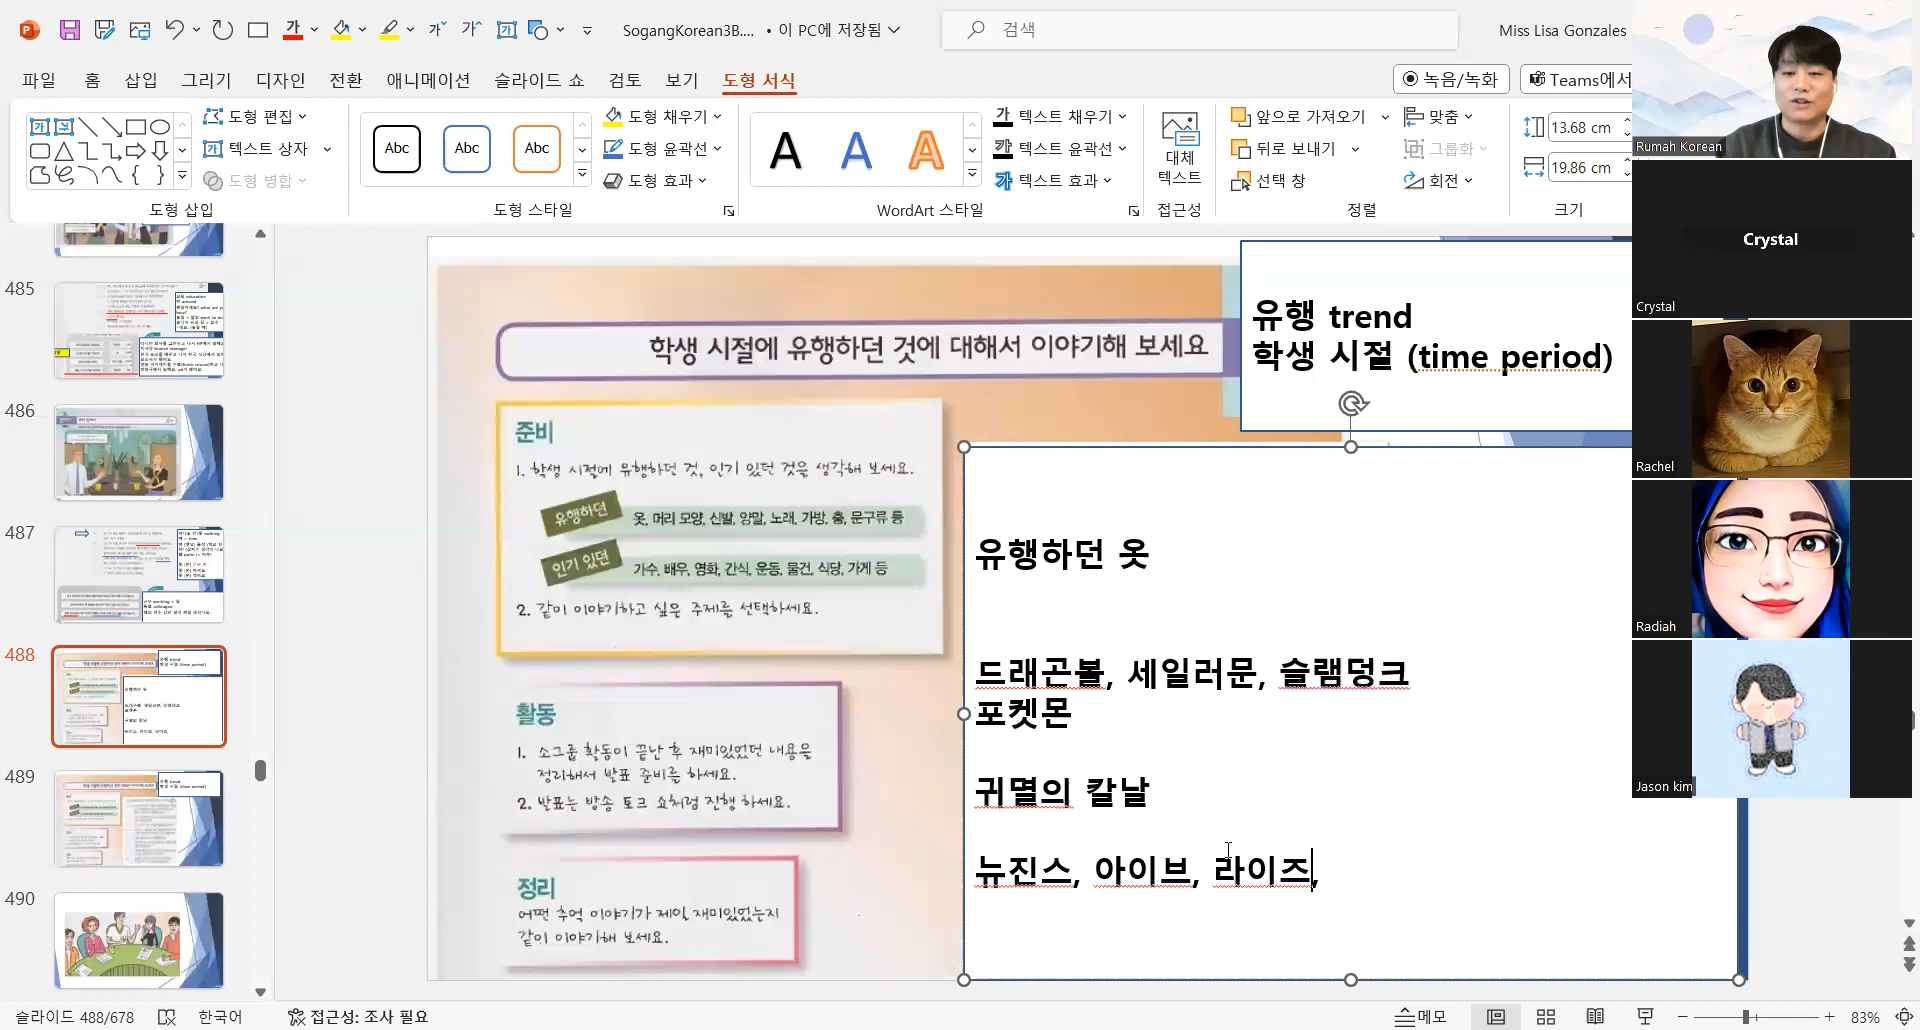 SogangKorean3B.... • 이 PC에 저장됨
검색
Miss Lisa Gonzales
파일 홈 삽입 그리기 디자인 전환 애니메이션 슬라이드 쇼 검토 보기 도형 서식
녹음/녹화
Teams에서
도형 편집
텍스트 상자
도형 병합
도형 삽입
Abc Abc Abc
도형 채우기
도형 윤곽선
도형 효과
도형 스타일
A A A
텍스트 채우기
텍스트 윤곽선
텍스트 효과
WordArt 스타일
대체
텍스트
접근성
앞으로 가져오기
뒤로 보내기
선택 창
맞춤
그룹화
회전
정렬
13.68 cm
19.86 cm
크기
485
486
487
488
489
490
학생 시절에 유행하던 것에 대해서 이야기해 보세요
유행 trend
학생 시절 (time period)
준비
1. 학생 시절에 유행하던 것, 인기 있던 것을 생각해 보세요.
유행하던 옷, 머리 모양, 신발, 양말, 노래, 가방, 춤, 문구류 등
인기 있던 가수, 배우, 영화, 간식, 운동, 물건, 식당, 가게 등
2. 같이 이야기하고 싶은 주제를 선택하세요.
활동
1. 소그룹 활동이 끝난 후 재미있었던 내용을
정리해서 발표 준비를 하세요.
2. 발표는 방송 토크 쇼처럼 진행 하세요.
정리
어떤 추억 이야기가 제일 재미있었는지
같이 이야기해 보세요.
유행하던 옷
드래곤볼, 세일러문, 슬램덩크
포켓몬
귀멸의 칼날
뉴진스, 아이브, 라이즈,
Rumah Korean
Crystal
Crystal
Rachel
Radiah
Jason kim
슬라이드 488/678
한국어
접근성: 조사 필요
메모
83%